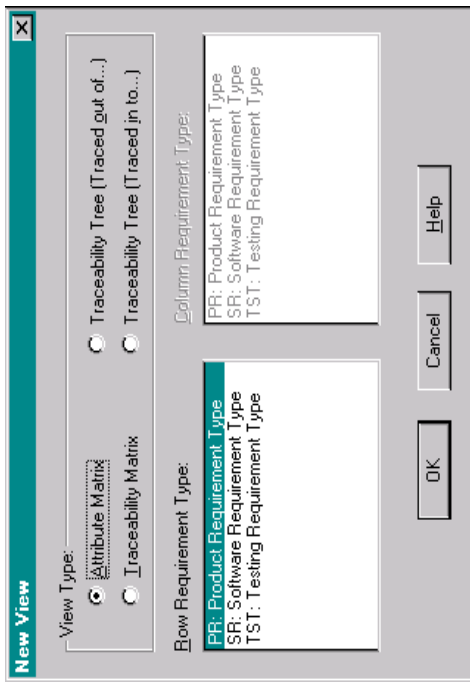 New View
View Type:
Attribute Matrix
Traceability Tree (Traced out of...)
Traceability Matrix
Traceability Tree (Traced in to...)
Row Requirement Type:
PR: Product Requirement Type
SR: Software Requirement Type
TST: Testing Requirement Type
Column Requirement Type:
PR: Product Requirement Type
SR: Software Requirement Type
TST: Testing Requirement Type
OK
Cancel
Help